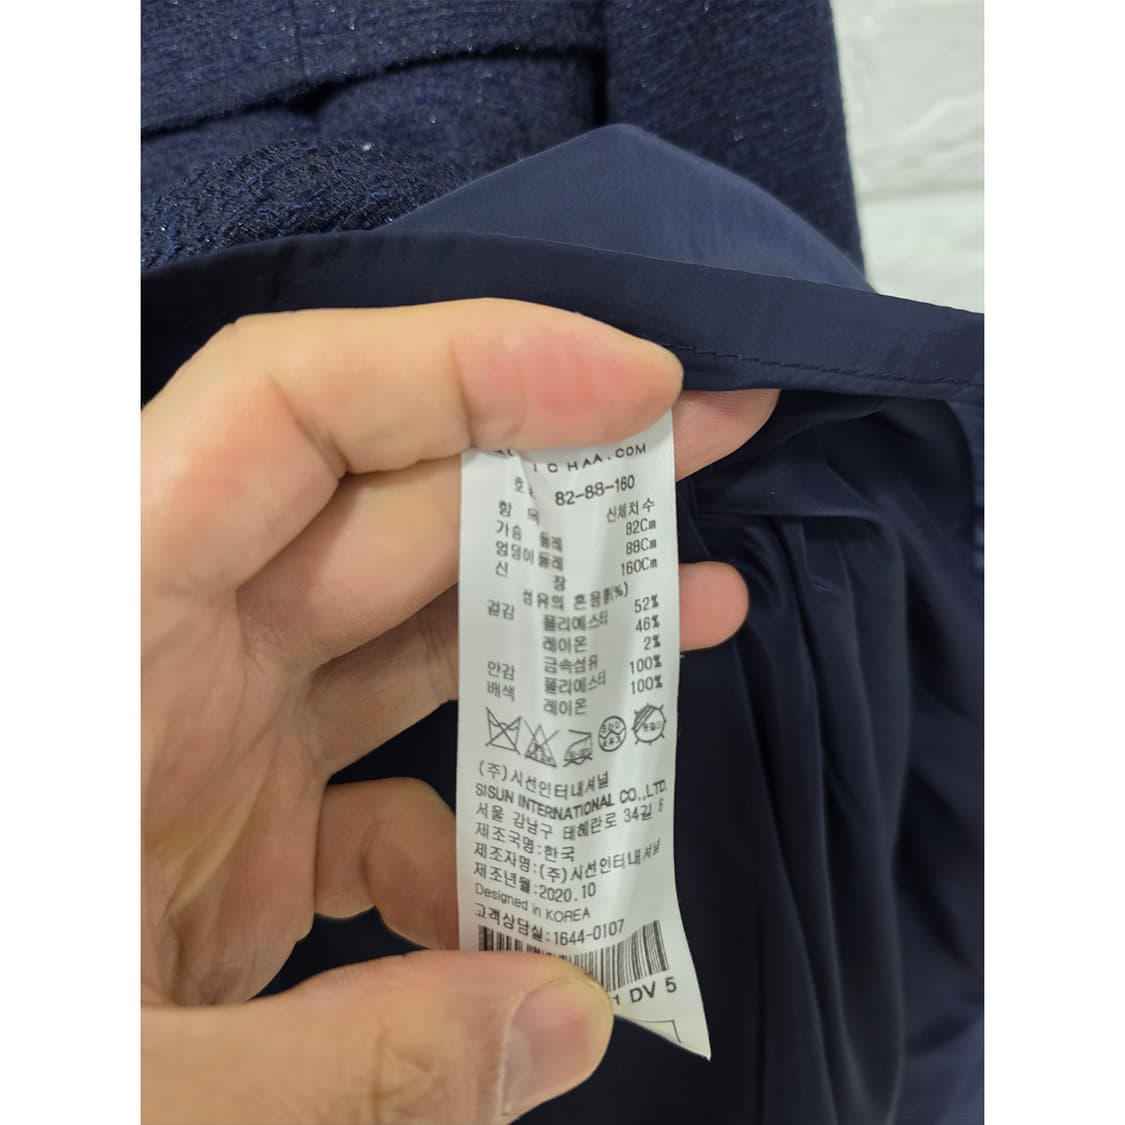 ICHAA.COM
82-88-160
항 목 신체치수
가슴 둘레 82Cm
엉덩이둘레 88Cm
신 장 160Cm
섬유의 혼용률(%)
겉감 폴리에스터 52%
레이온 46%
금속섬유 2%
안감 폴리에스터 100%
배색 레이온 100%
(주)시선인터내셔널
SISUN INTERNATIONAL CO.,LTD.
서울 강남구 테헤란로 34길 6
제조국명:한국
제조자명:(주)시선인터내셔널
제조년월:2020.10
Designed in KOREA
고객상담실:1644-0107
1 DV 5